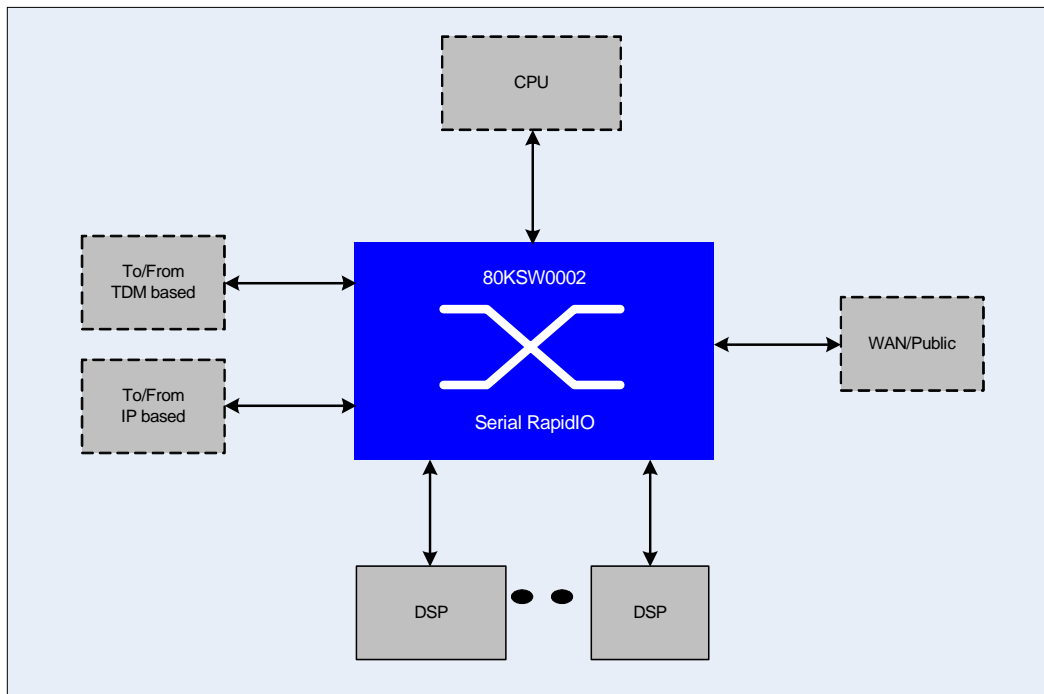 CPU
To/From
TDM based
80KSW0002
WAN/Public
To/From
IP based
Serial RapidIO
DSP
DSP